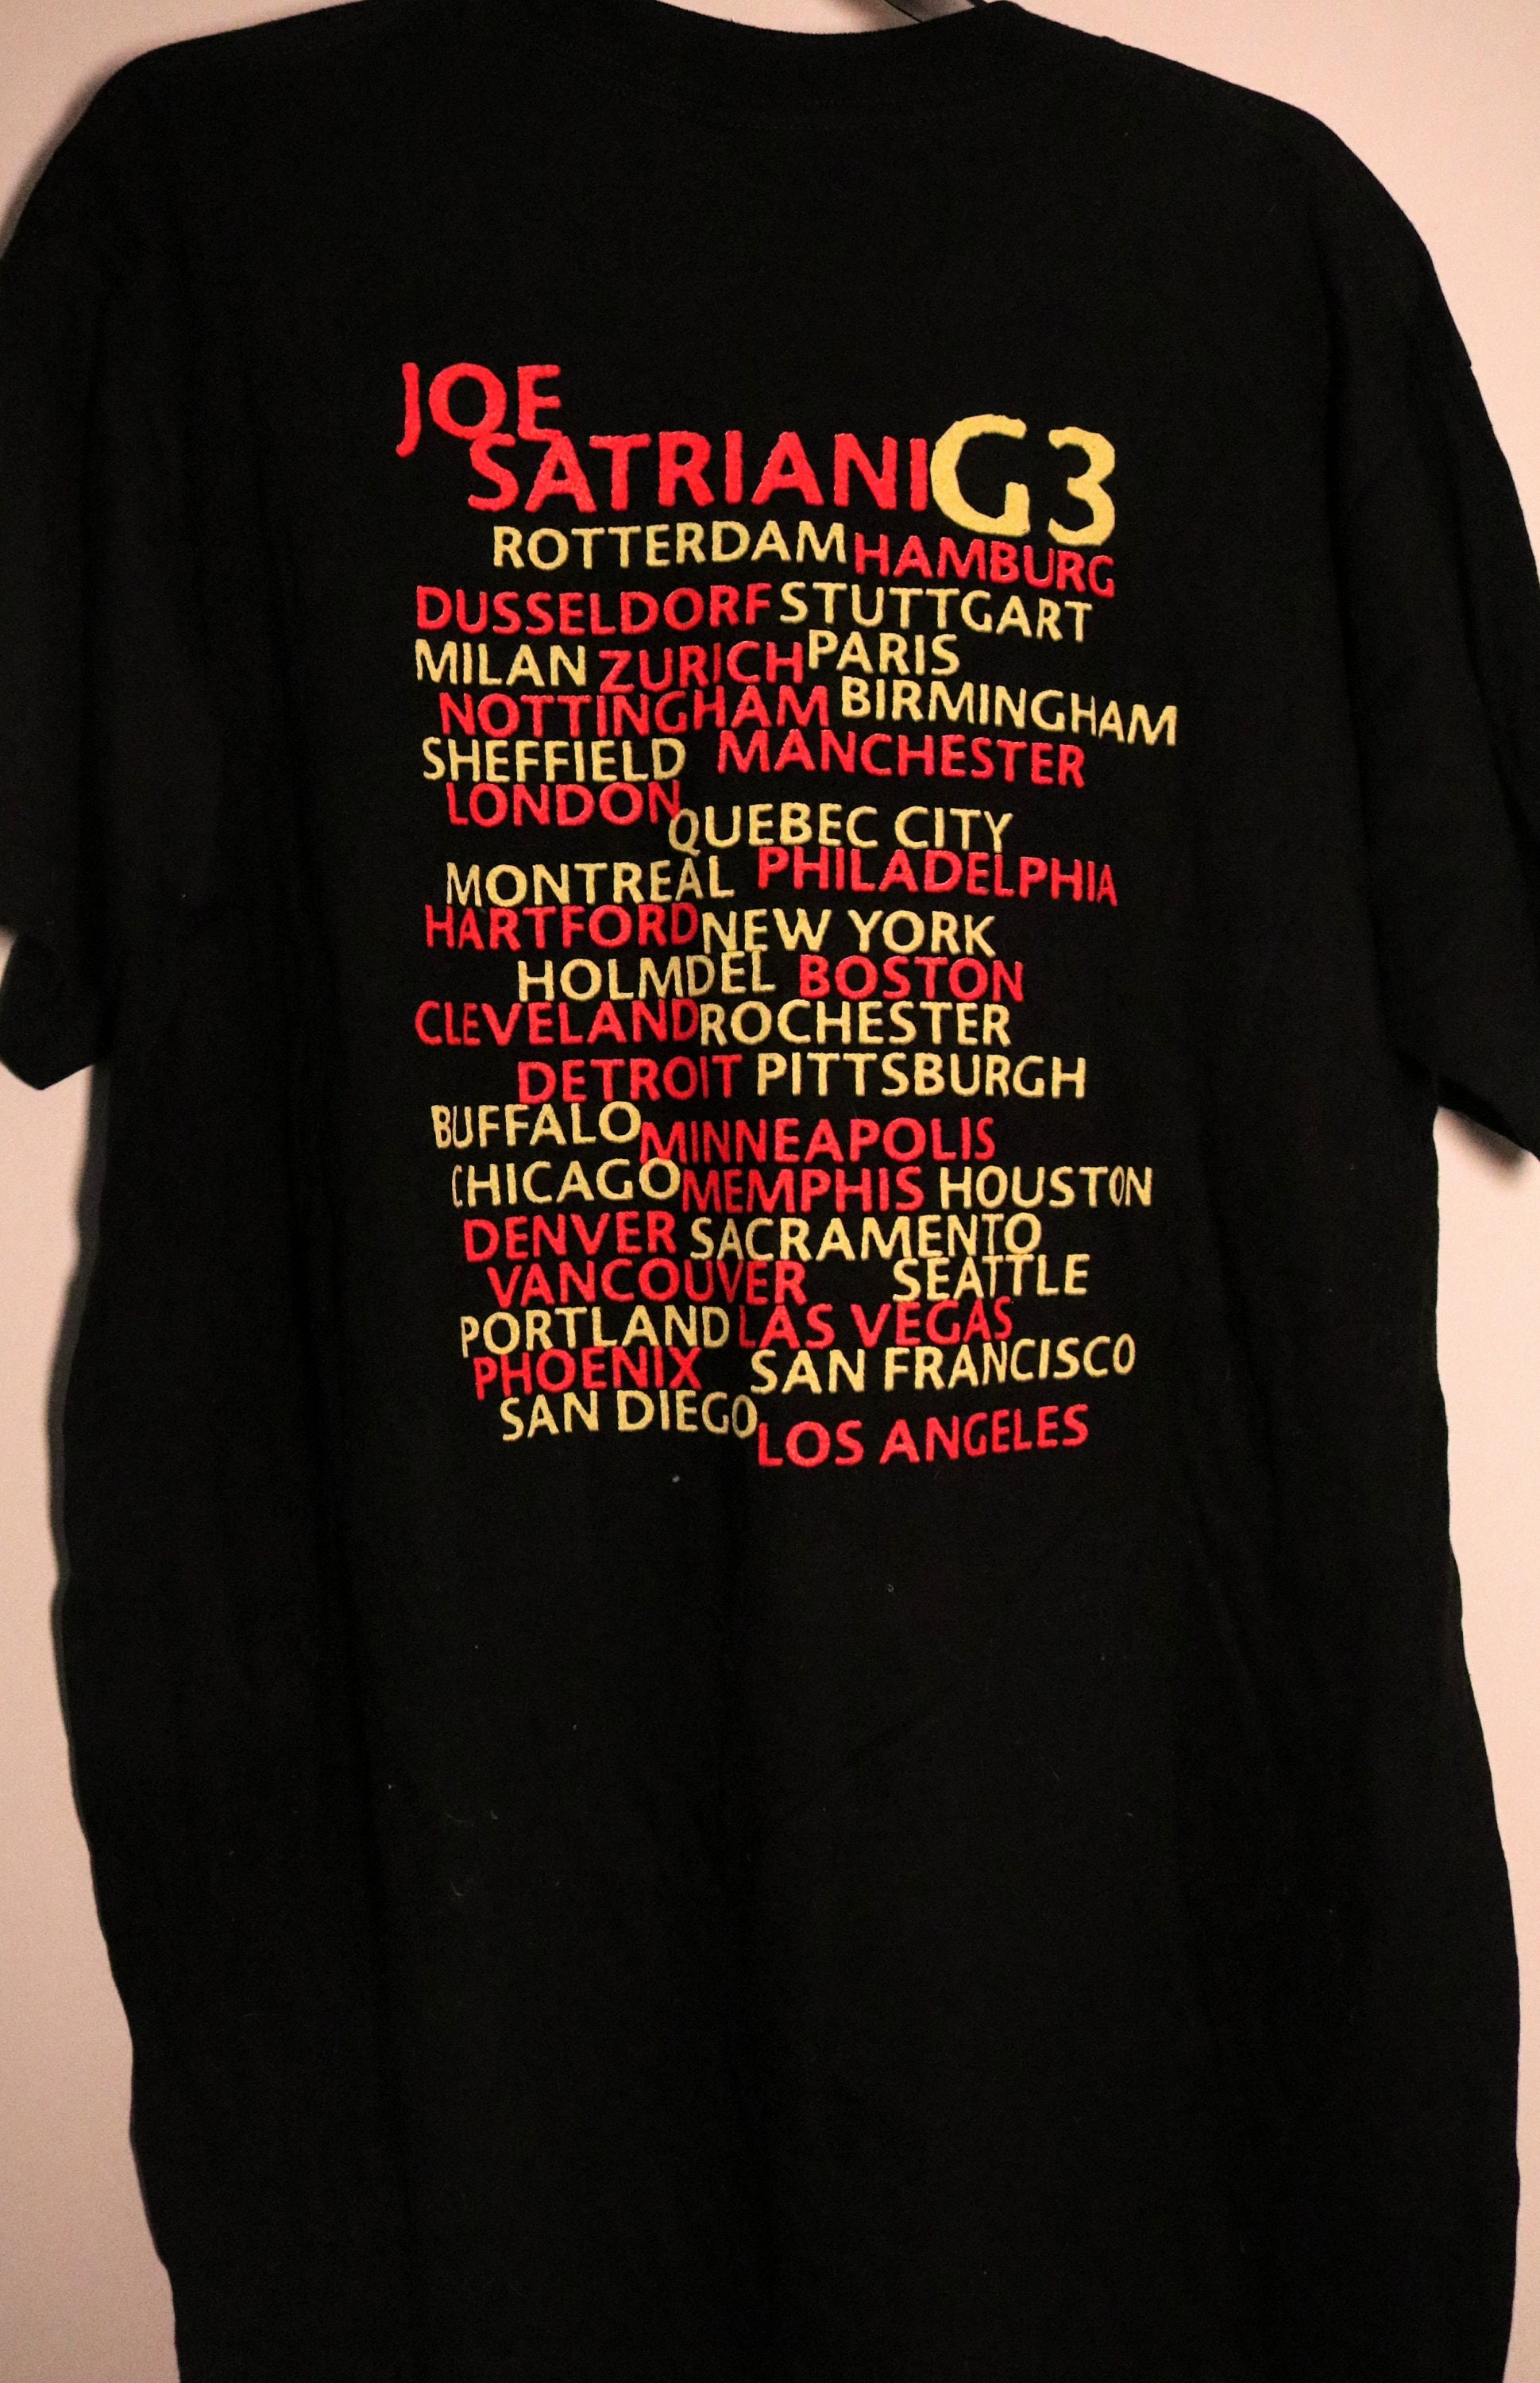 JOE
SATRIANI G3
ROTTERDAM HAMBURG
DUSSELDORF STUTTGART
MILAN ZURICH PARIS
NOTTINGHAM BIRMINGHAM
SHEFFIELD MANCHESTER
LONDON QUEBEC CITY
MONTREAL PHILADELPHIA
HARTFORD NEW YORK
HOLMDEL BOSTON
CLEVELAND ROCHESTER
DETROIT PITTSBURGH
BUFFALO MINNEAPOLIS
CHICAGO MEMPHIS HOUSTON
DENVER SACRAMENTO
VANCOUVER SEATTLE
PORTLAND LAS VEGAS
PHOENIX SAN FRANCISCO
SAN DIEGO LOS ANGELES